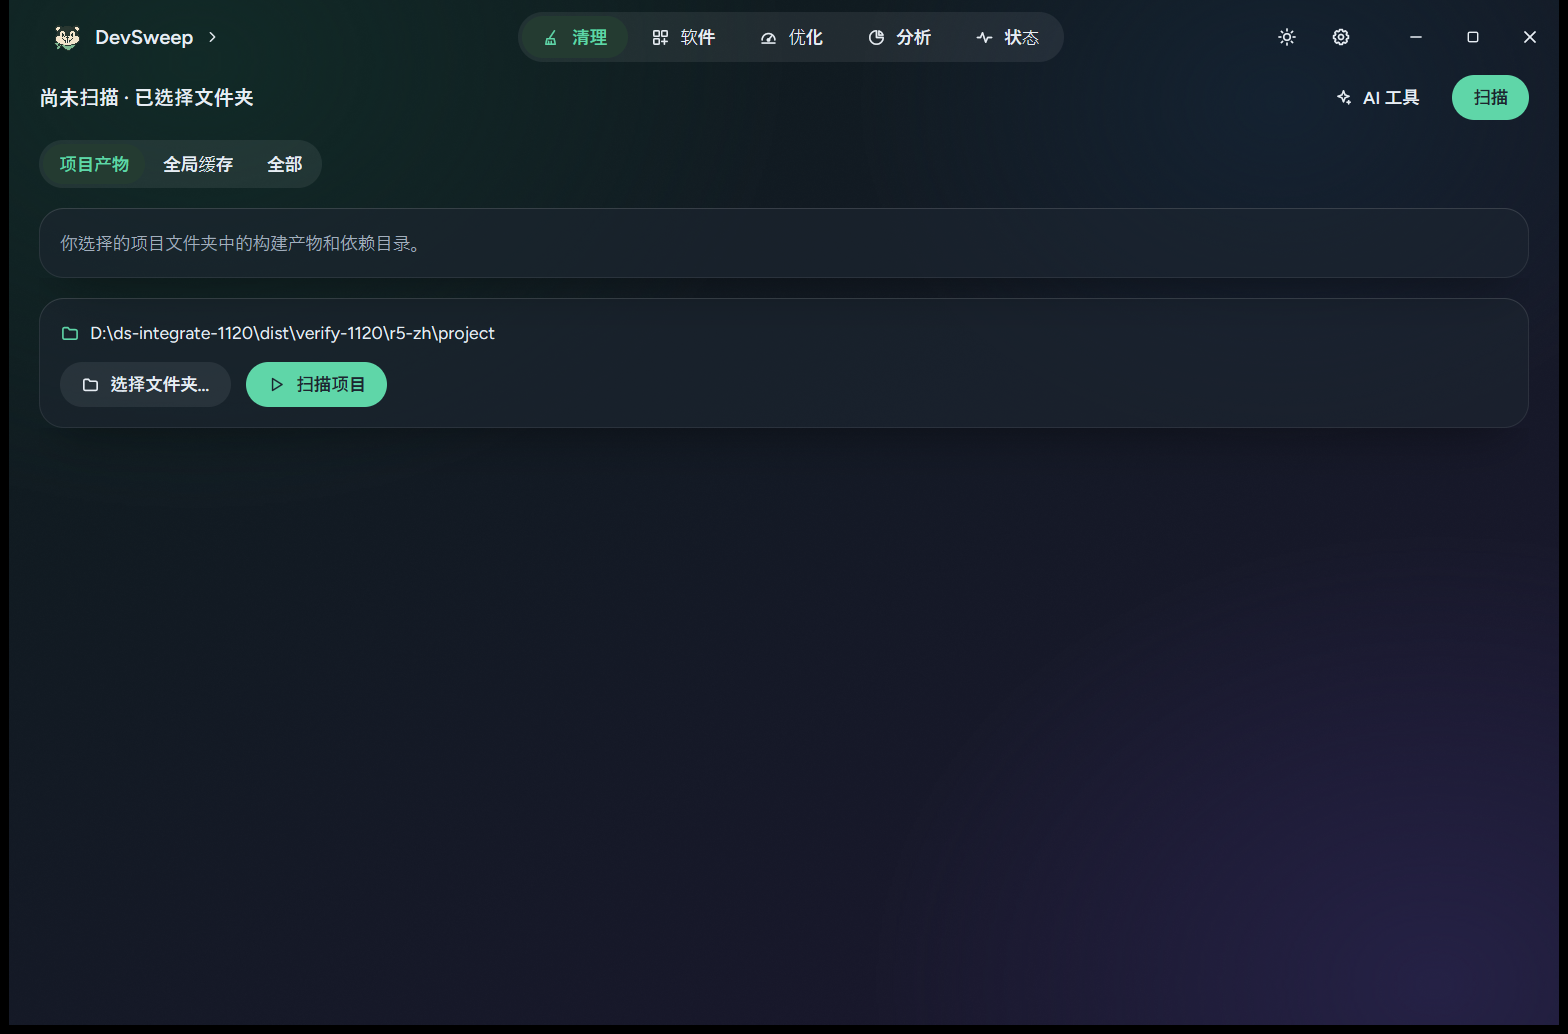 DevSweep
清理 软件 优化 分析 状态
尚未扫描 · 已选择文件夹
AI 工具 扫描
项目产物 全局缓存 全部
你选择的项目文件夹中的构建产物和依赖目录。
D:\ds-integrate-1120\dist\verify-1120\r5-zh\project
选择文件夹... 扫描项目